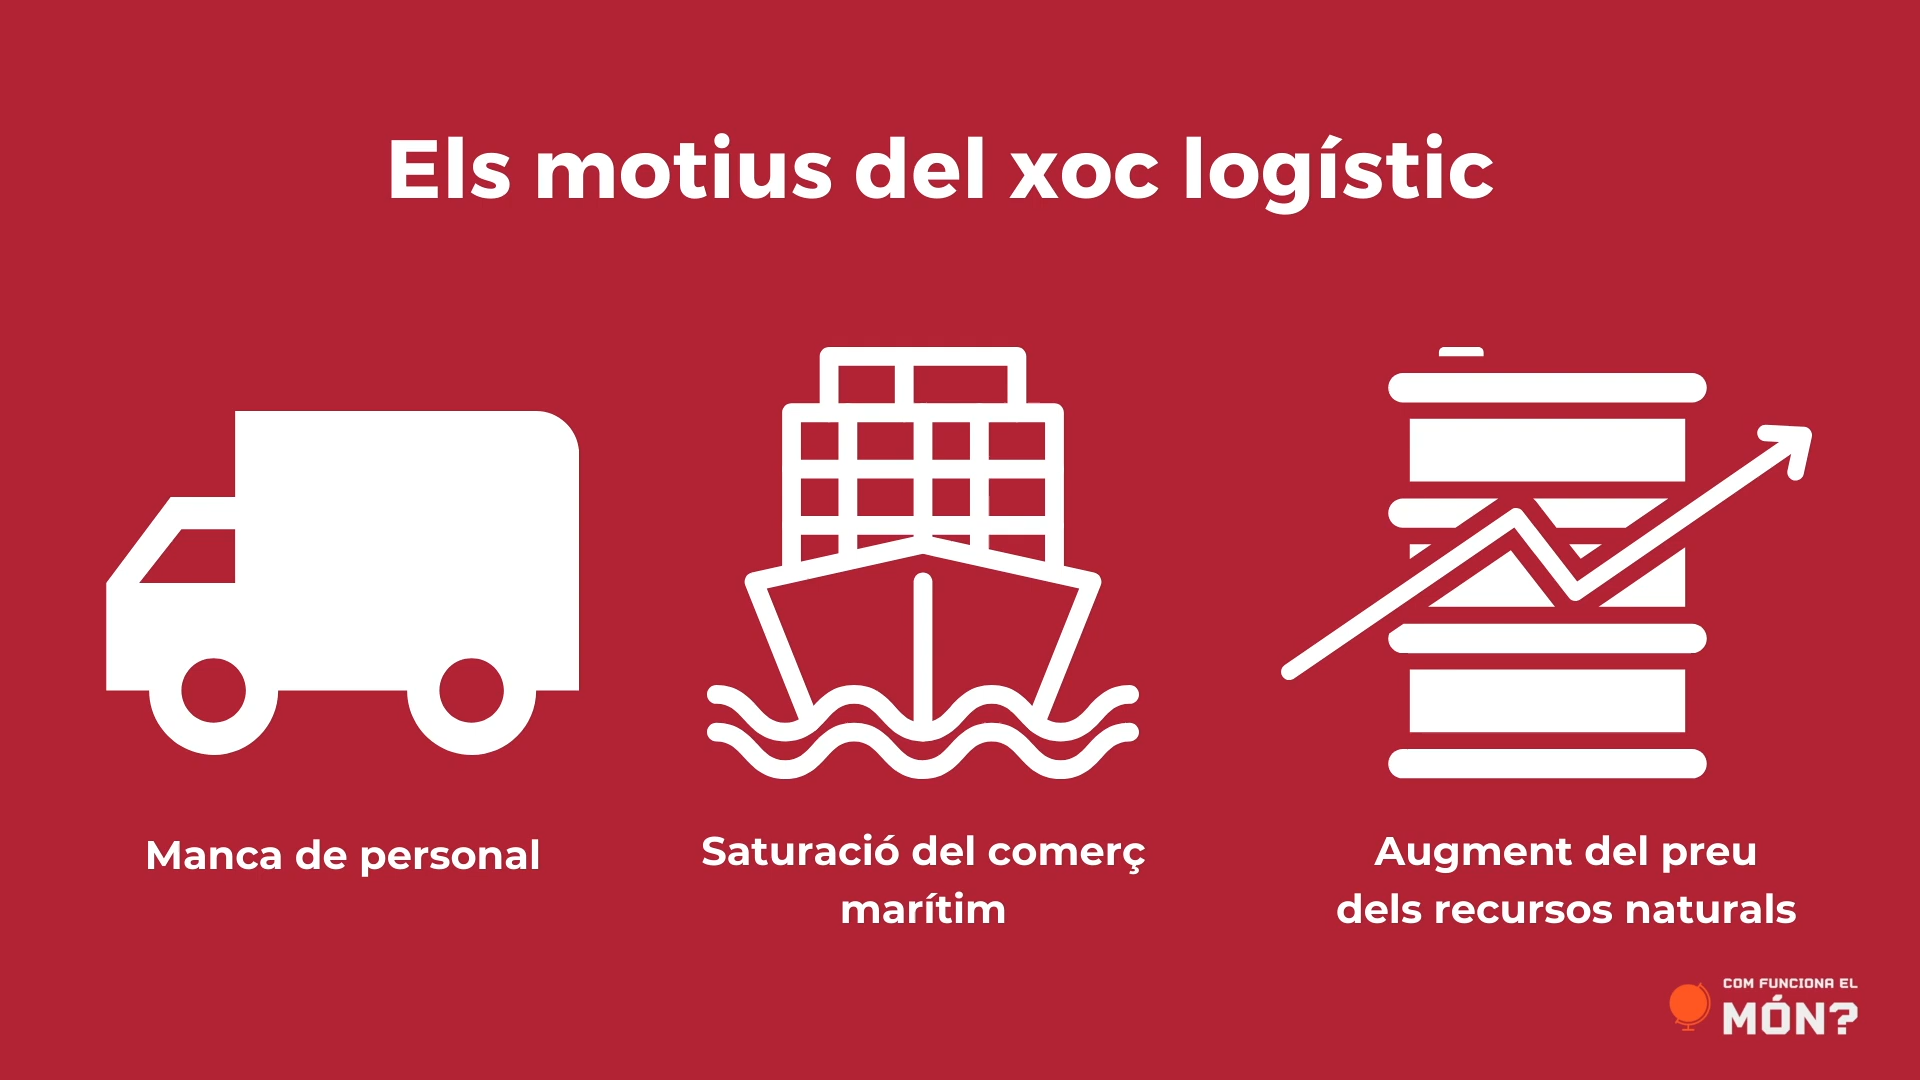 Els motius del xoc logístic
Manca de personal
Saturació del comerç
marítim
Augment del preu
dels recursos naturals
COM FUNCIONA EL
MÓN?